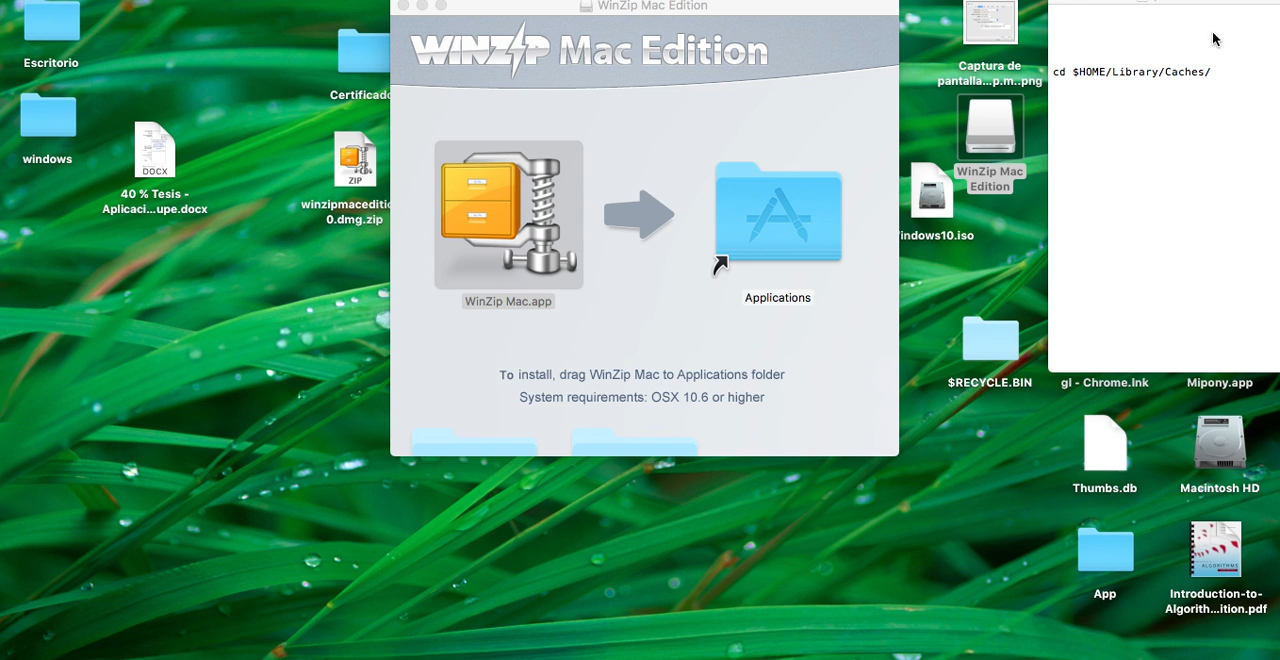 Escritorio
windows
DOCX
40 % Tesis -
Aplicaci...upe.docx
Certificado
ZIP
winzipmaceditio
0.dmg.zip
WinZip Mac Edition
WINZIP Mac Edition
WinZip Mac.app
Applications
To install, drag WinZip Mac to Applications folder
System requirements: OSX 10.6 or higher
Captura de
pantalla...p.m..png
WinZip Mac
Edition
indows10.iso
$RECYCLE.BIN
cd $HOME/Library/Caches/
gl - Chrome.lnk
Mipony.app
Thumbs.db
Macintosh HD
App
ALGORITHMS
Introduction-to-
Algorith...ition.pdf